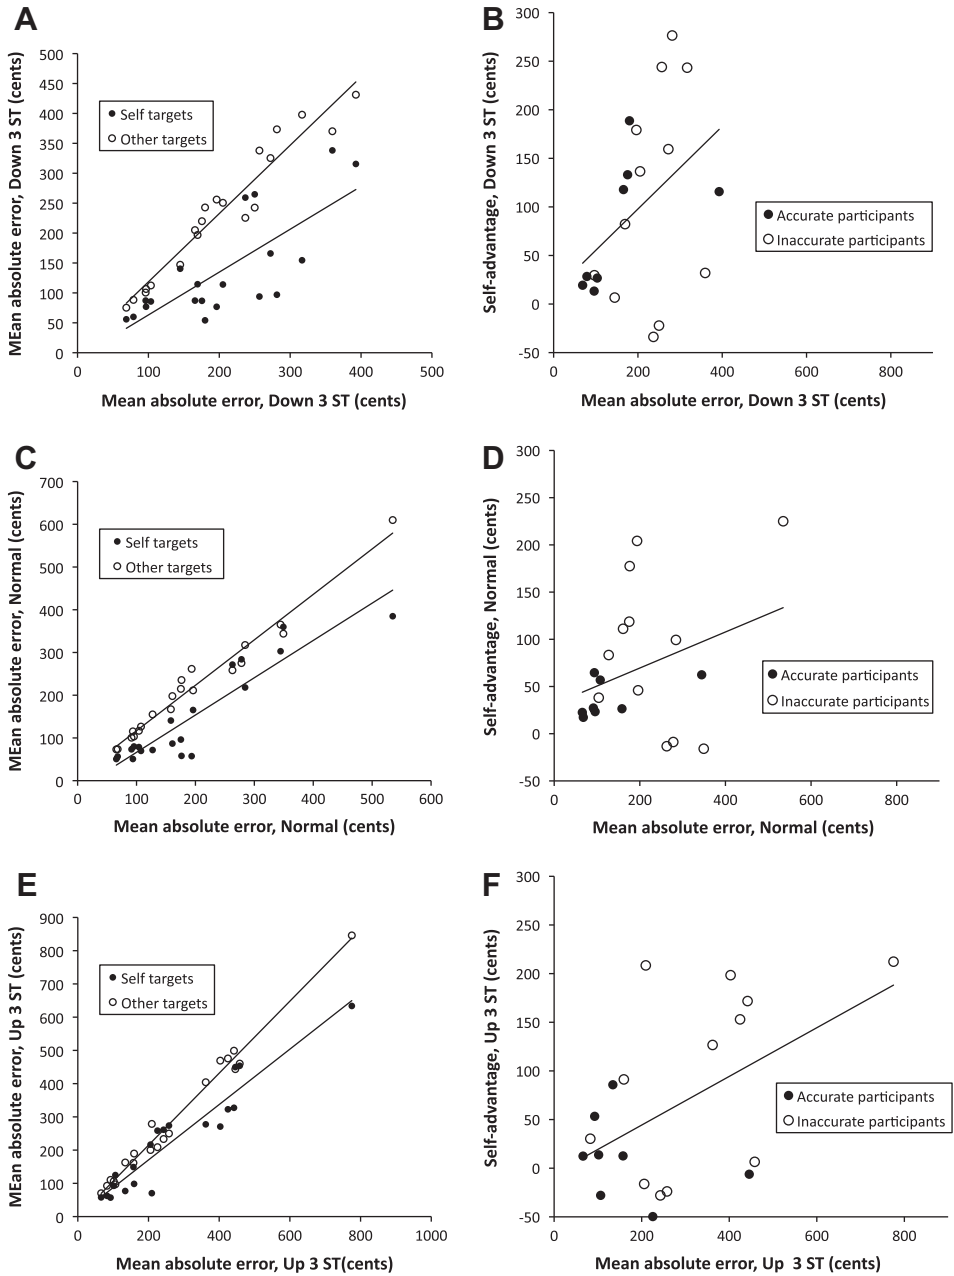 A
MEan absolute error, Down 3 ST (cents)
500
450
400
350
300
250
200
150
100
50
0
Self targets
Other targets
0 100 200 300 400 500
Mean absolute error, Down 3 ST (cents)
B
Self-advantage, Down 3 ST (cents)
300
250
200
150
100
50
0
-50
Accurate participants
Inaccurate participants
0 200 400 600 800
Mean absolute error, Down 3 ST (cents)
C
MEan absolute error, Normal (cents)
700
600
500
400
300
200
100
0
Self targets
Other targets
0 100 200 300 400 500 600
Mean absolute error, Normal (cents)
D
Self-advantage, Normal (cents)
300
250
200
150
100
50
0
-50
Accurate participants
Inaccurate participants
0 200 400 600 800
Mean absolute error, Normal (cents)
E
MEan absolute error, Up 3 ST (cents)
900
800
700
600
500
400
300
200
100
0
Self targets
Other targets
0 200 400 600 800 1000
Mean absolute error, Up 3 ST(cents)
F
Self-advantage, Up 3 ST (cents)
300
250
200
150
100
50
0
-50
Accurate participants
Inaccurate participants
0 200 400 600 800
Mean absolute error, Up 3 ST (cents)